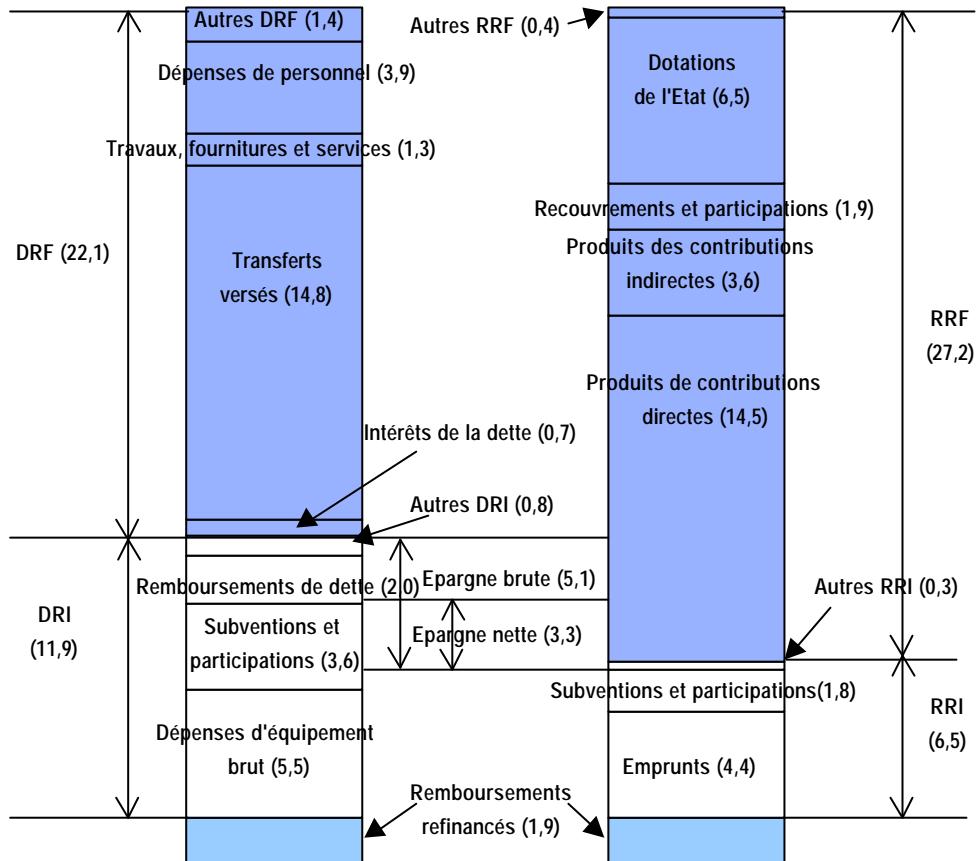 Autres DRF (1,4)
Autres RRF (0,4)
Dépenses de personnel (3,9)
Dotations
de l'Etat (6,5)
Travaux, fournitures et services (1,3)
Recouvrements et participations (1,9)
DRF (22,1)
Transferts
versés (14,8)
Produits des contributions
indirectes (3,6)
RRF
(27,2)
Produits de contributions
directes (14,5)
Intérêts de la dette (0,7)
Autres DRI (0,8)
Remboursements de dette (2,0)
Epargne brute (5,1)
Autres RRI (0,3)
DRI
(11,9)
Subventions et
participations (3,6)
Epargne nette (3,3)
Subventions et participations(1,8)
RRI
(6,5)
Dépenses d'équipement
brut (5,5)
Emprunts (4,4)
Remboursements
refinancés (1,9)